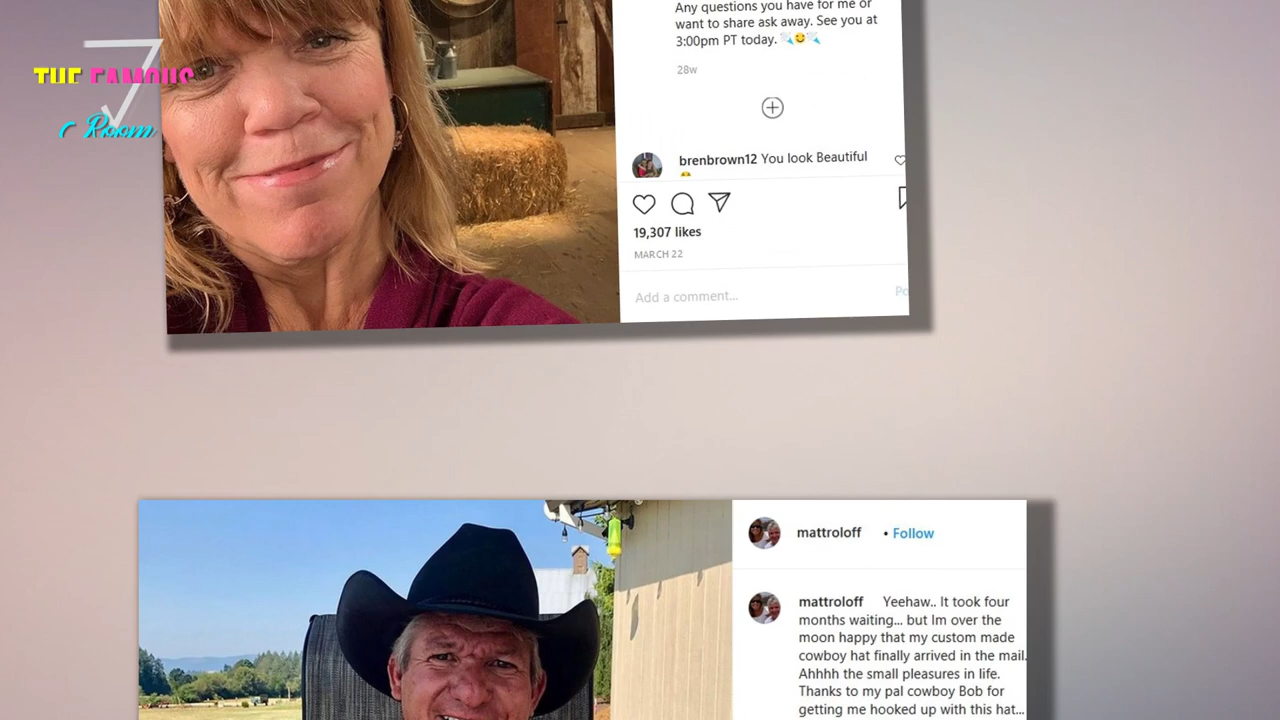 THE FAMOUS
Room
Any questions you have for me or
want to share ask away. See you at
3:00pm PT today.
28w
brenbrown12 You look Beautiful
19,307 likes
MARCH 22
Add a comment...
mattroloff • Follow
mattroloff Yeehaw.. It took four
months waiting... but Im over the
moon happy that my custom made
cowboy hat finally arrived in the mail.
Ahhhh the small pleasures in life.
Thanks to my pal cowboy Bob for
getting me hooked up with this hat...